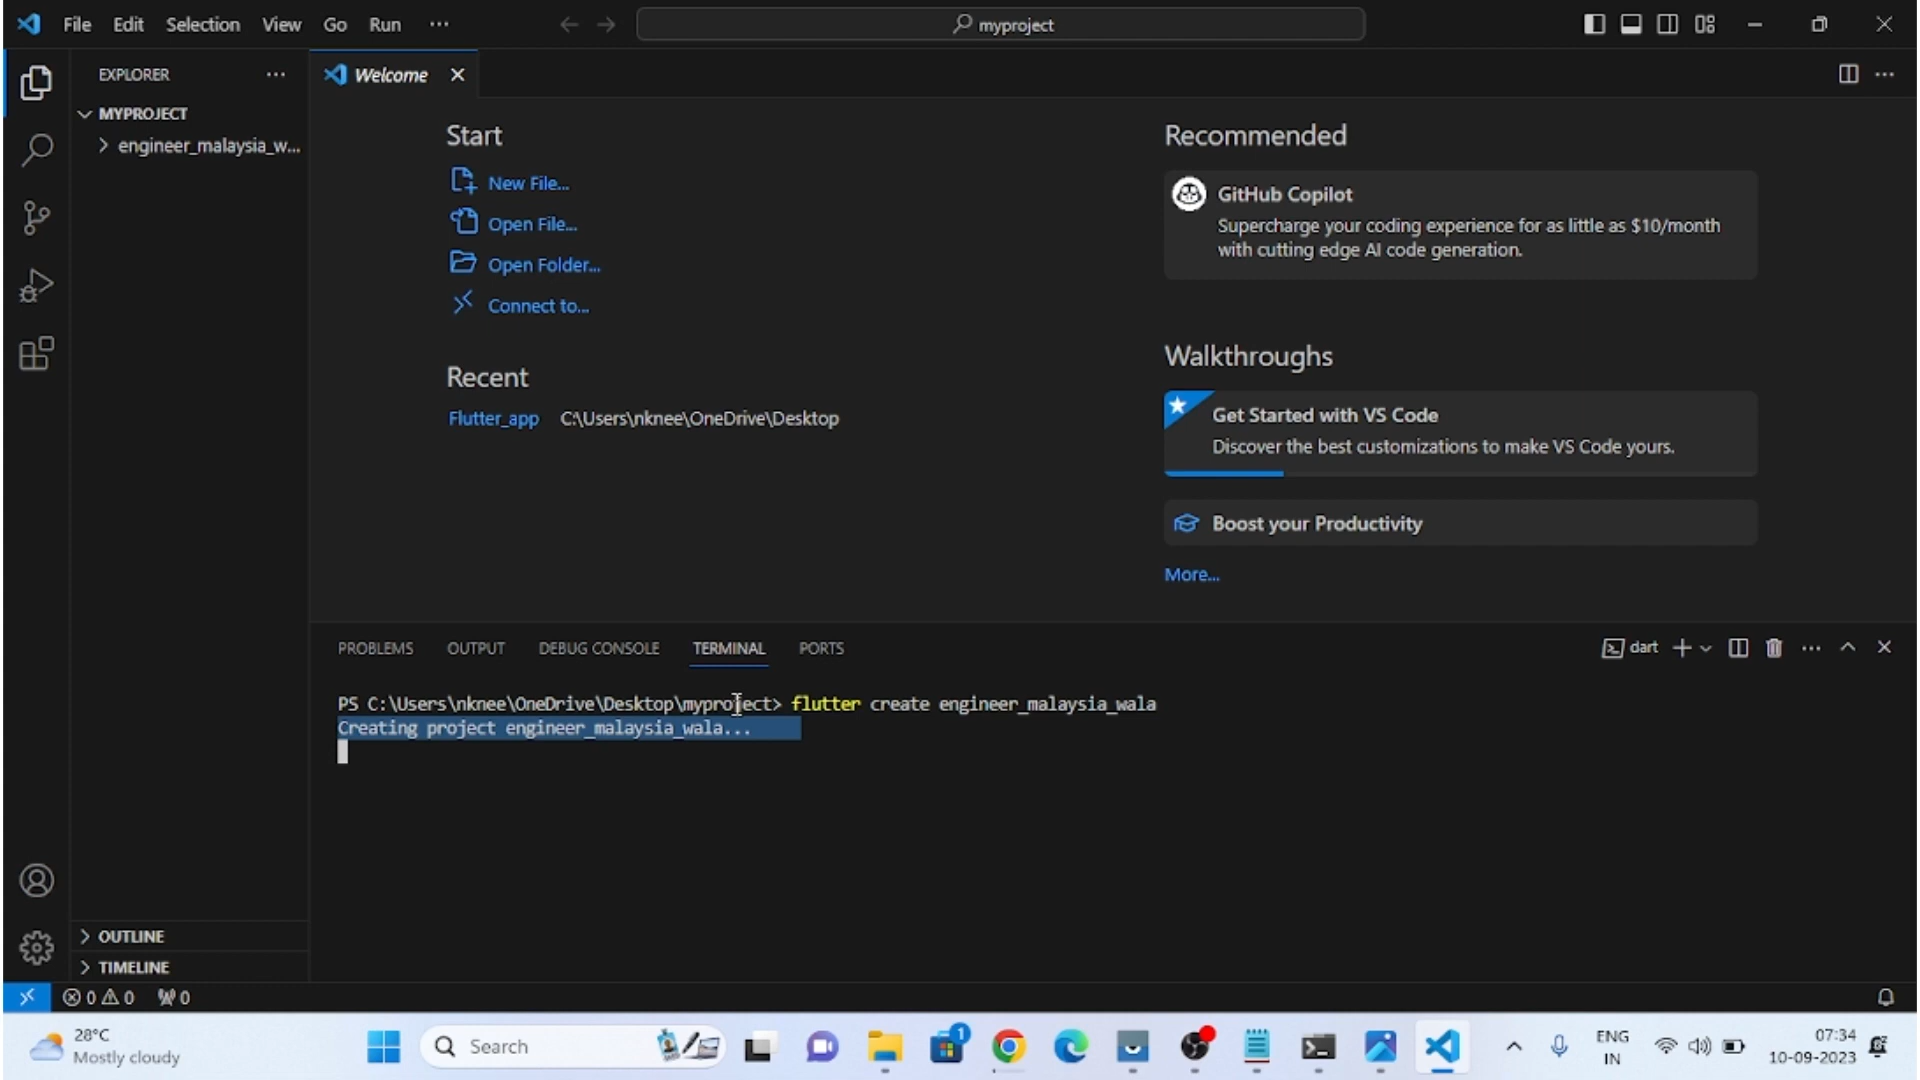 File Edit Selection View Go Run ...
myproject
EXPLORER ...
Welcome
MYPROJECT
engineer_malaysia_w...
Start
New File...
Open File...
Open Folder...
Connect to...
Recent
Flutter_app C:\Users\nknee\OneDrive\Desktop
Recommended
GitHub Copilot
Supercharge your coding experience for as little as $10/month
with cutting edge AI code generation.
Walkthroughs
Get Started with VS Code
Discover the best customizations to make VS Code yours.
Boost your Productivity
More...
PROBLEMS OUTPUT DEBUG CONSOLE TERMINAL PORTS
dart
PS C:\Users\nknee\OneDrive\Desktop\myproject> flutter create engineer_malaysia_wala
Creating project engineer_malaysia_wala...
OUTLINE
TIMELINE
0 0 0
28°C
Mostly cloudy
Search
1
ENG
IN
07:34
10-09-2023